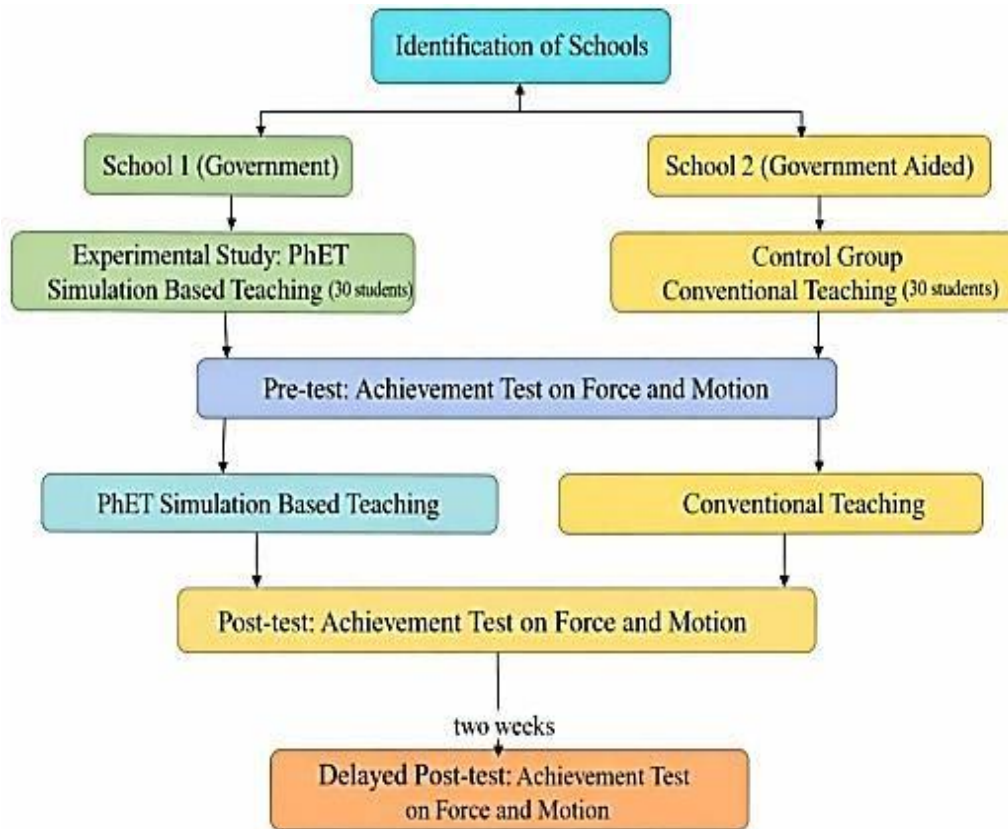 Identification of Schools
School 1 (Government)
School 2 (Government Aided)
Experimental Study: PhET
Simulation Based Teaching (30 students)
Control Group
Conventional Teaching (30 students)
Pre-test: Achievement Test on Force and Motion
PhET Simulation Based Teaching
Conventional Teaching
Post-test: Achievement Test on Force and Motion
two weeks
Delayed Post-test: Achievement Test
on Force and Motion